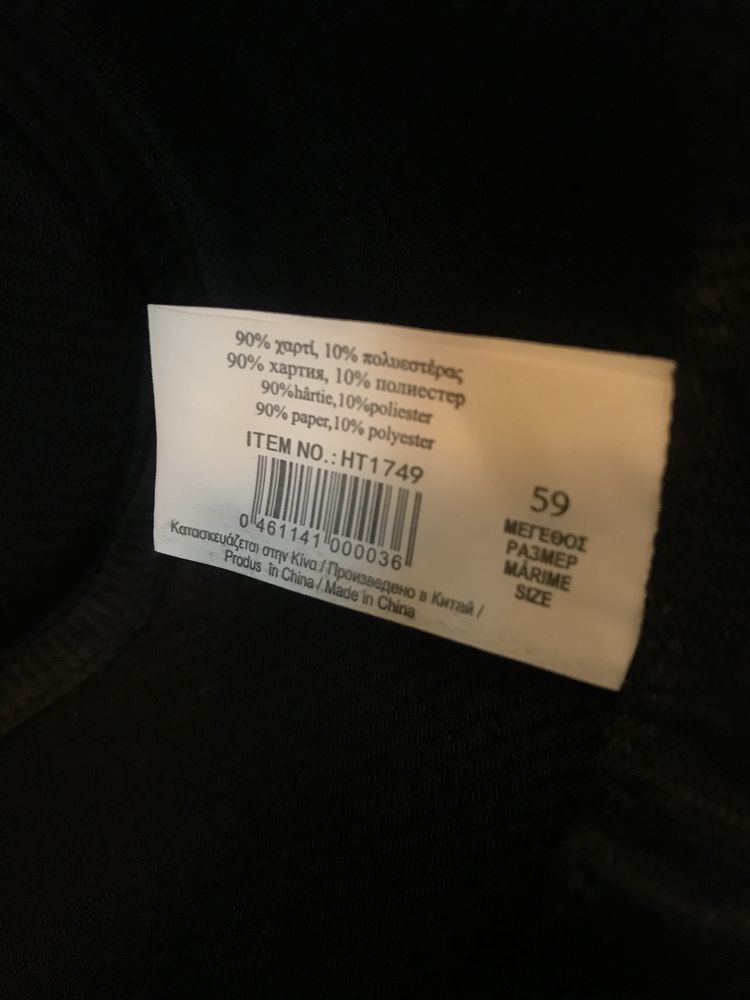 90% χαρτί, 10% πολυεστέρας
90% хартия, 10% полиестер
90%hârtie,10%poliester
90% paper,10% polyester
ITEM NO.:HT1749
0 461141 000036
Κατασκευάζεται στην Κίνα / Произведено в Китай /
Produs în China / Made in China
59
ΜΕΓΕΘΟΣ
РАЗМЕР
MĂRIME
SIZE